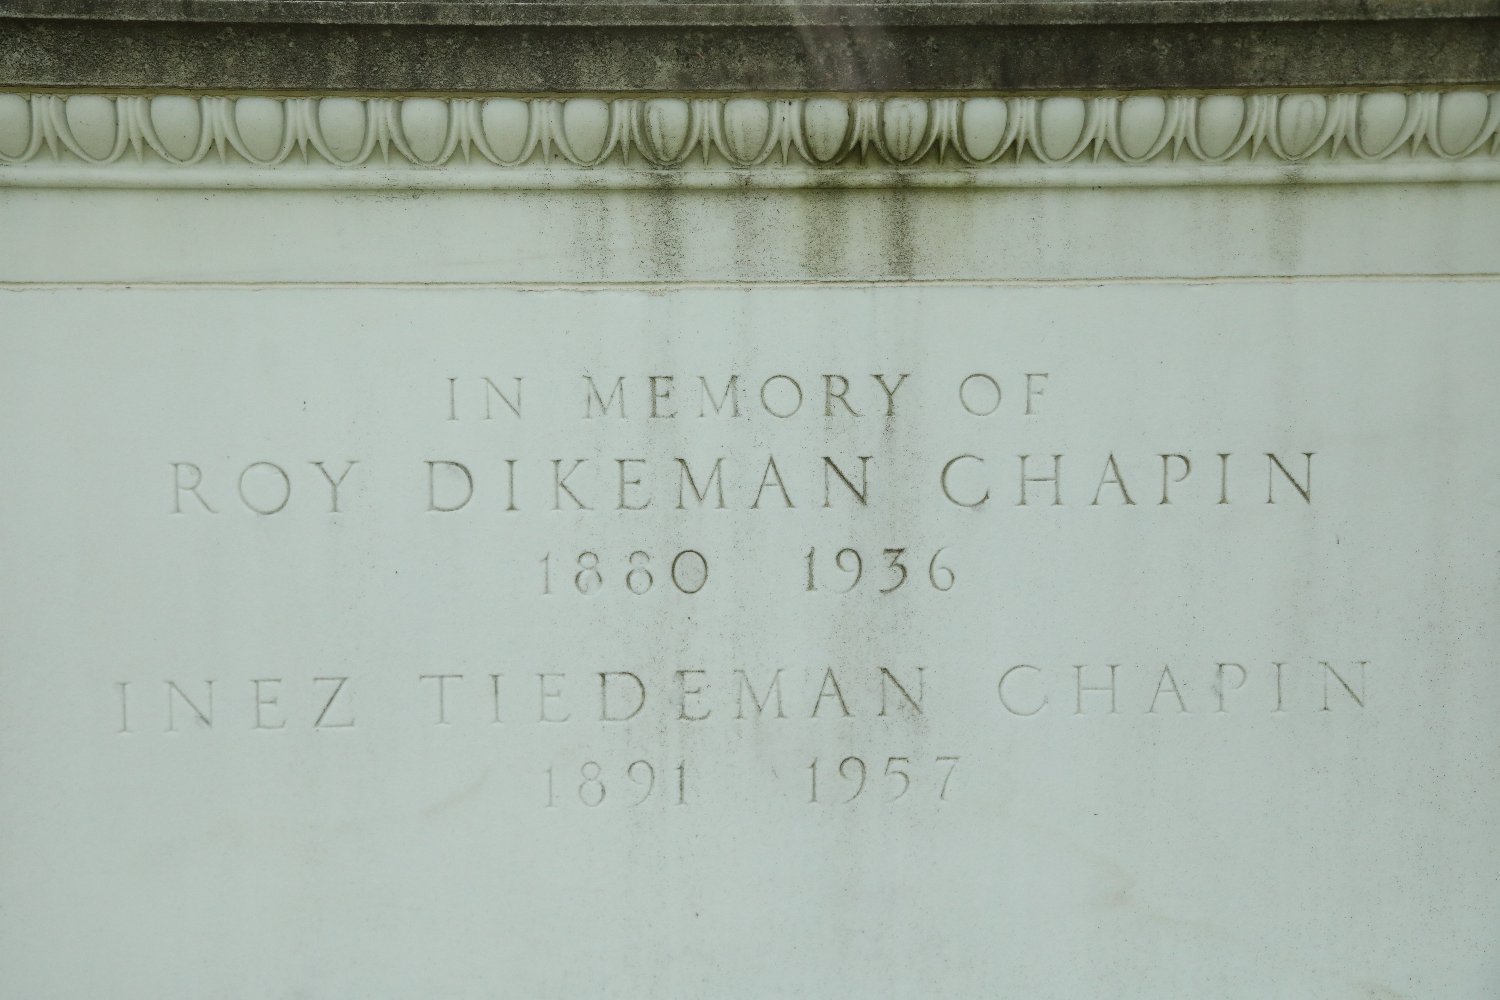 IN MEMORY OF
ROY DIKEMAN CHAPIN
1880 1936
INEZ TIEDEMAN CHAPIN
1891 1957